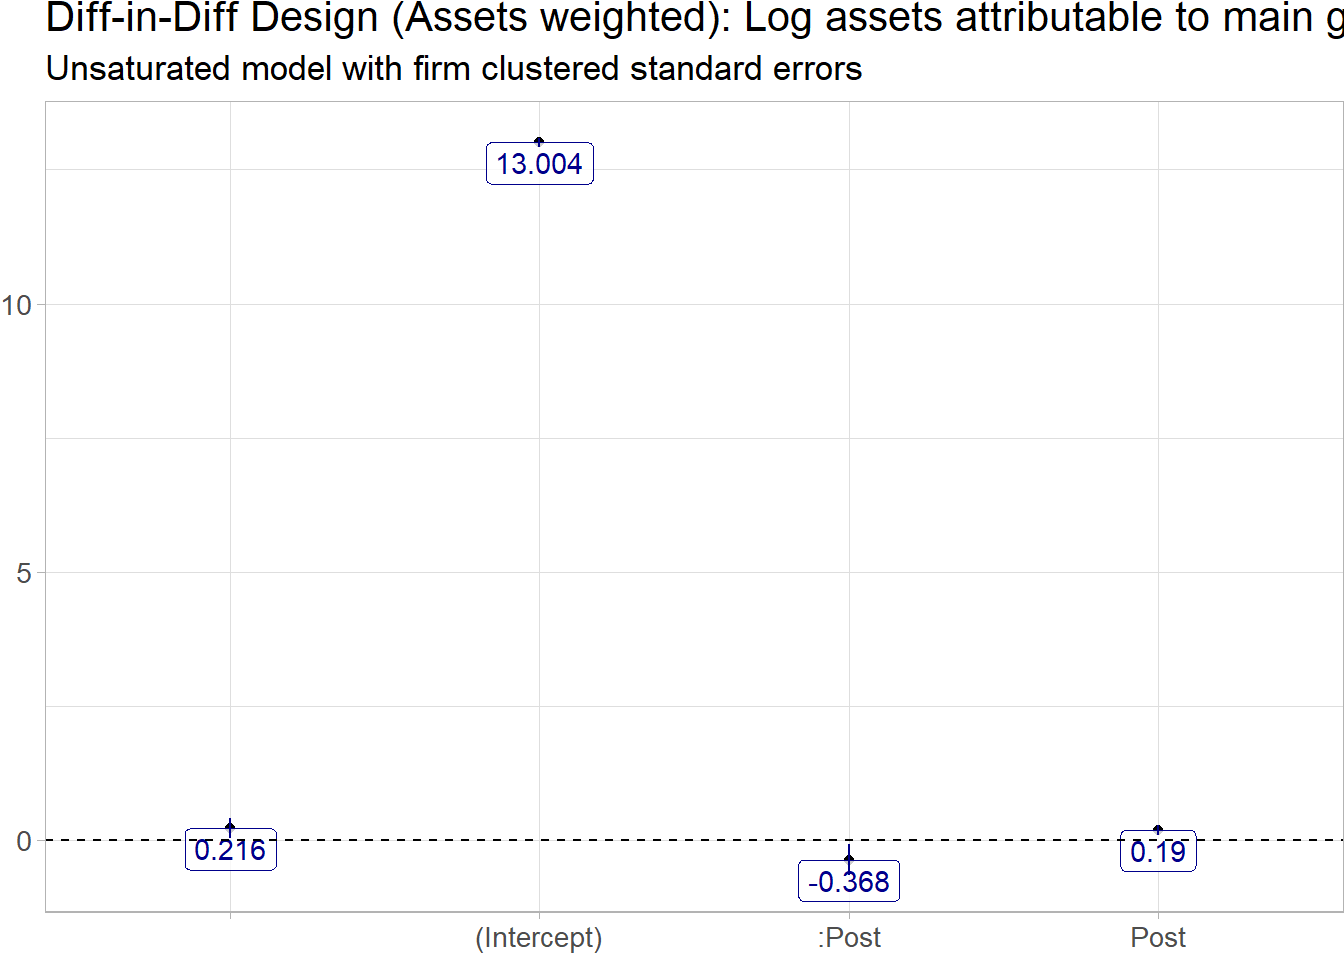 Diff-in-Diff Design (Assets weighted): Log assets attributable to main
Unsaturated model with firm clustered standard errors
13.004
10
5
0
0.216
-0.368
0.19
(Intercept)
:Post
Post